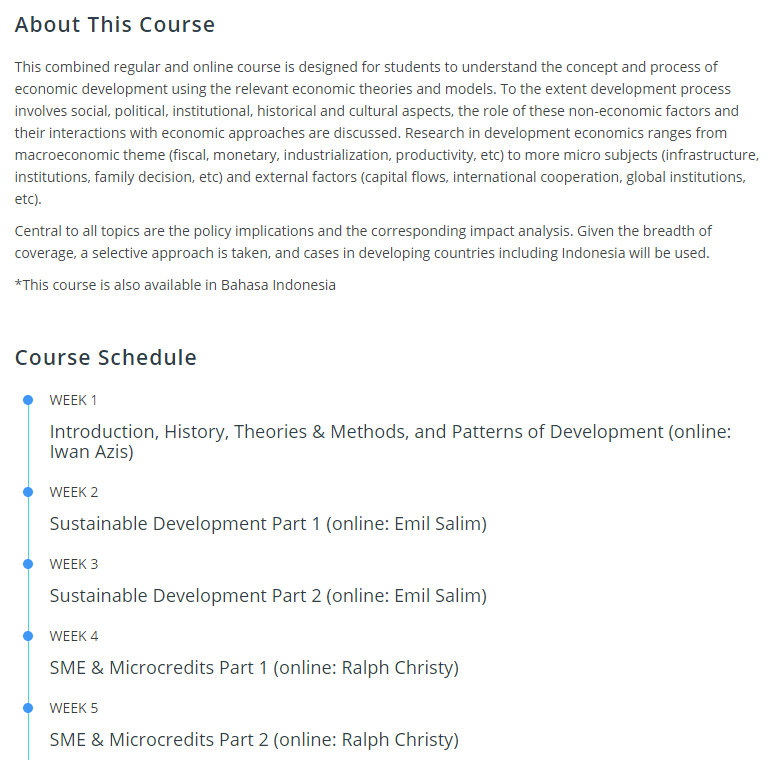 About This Course
This combined regular and online course is designed for students to understand the concept and process of
economic development using the relevant economic theories and models. To the extent development process
involves social, political, institutional, historical and cultural aspects, the role of these non-economic factors and
their interactions with economic approaches are discussed. Research in development economics ranges from
macroeconomic theme (fiscal, monetary, industrialization, productivity, etc) to more micro subjects (infrastructure,
institutions, family decision, etc) and external factors (capital flows, international cooperation, global institutions,
etc).
Central to all topics are the policy implications and the corresponding impact analysis. Given the breadth of
coverage, a selective approach is taken, and cases in developing countries including Indonesia will be used.
*This course is also available in Bahasa Indonesia
Course Schedule
WEEK 1
Introduction, History, Theories & Methods, and Patterns of Development (online:
Iwan Azis)
WEEK 2
Sustainable Development Part 1 (online: Emil Salim)
WEEK 3
Sustainable Development Part 2 (online: Emil Salim)
WEEK 4
SME & Microcredits Part 1 (online: Ralph Christy)
WEEK 5
SME & Microcredits Part 2 (online: Ralph Christy)